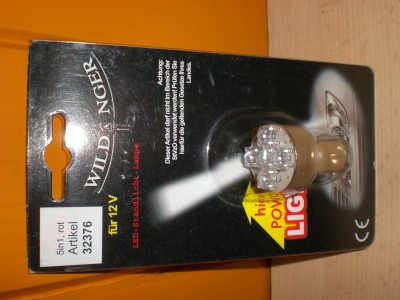 WILDANGER
für 12 V
LED-Standlicht-Lampe
Achtung:
Dieser Artikel darf nicht im Bereich der
StVzO verwendet werden! Prüfen Sie
hierfür die geltenden Gesetze Ihres
Landes.
5in1, rot
Artikel
32376
high
POWER
LIG
CE